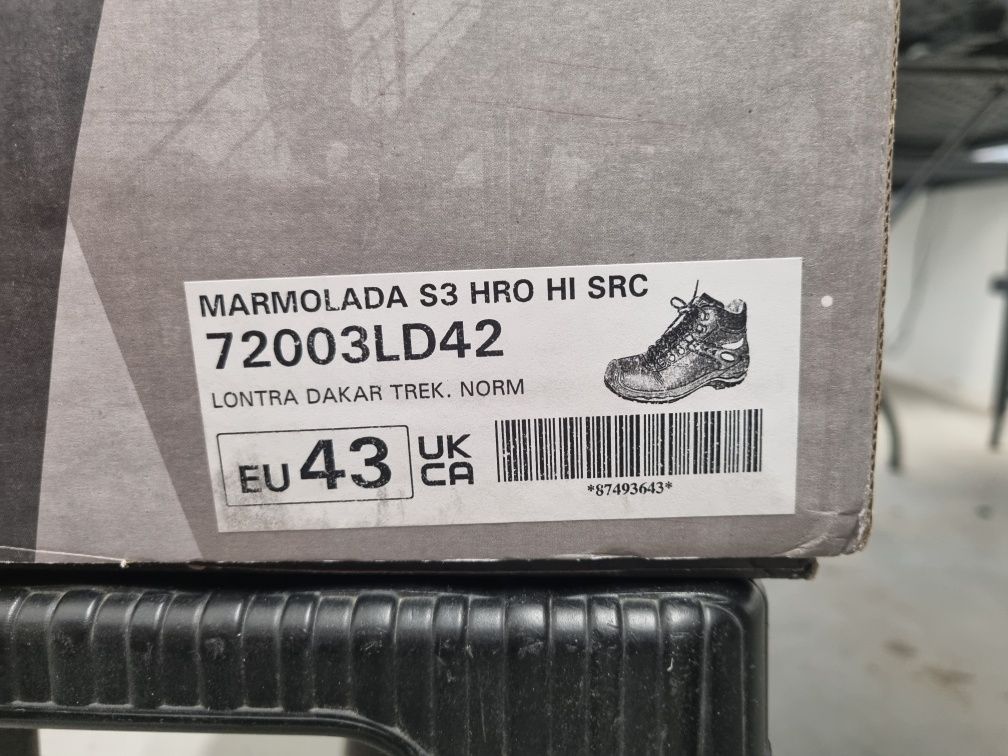 MARMOLADA S3 HRO HI SRC
72003LD42
LONTRA DAKAR TREK. NORM
EU 43
UK
CA
*87493643*